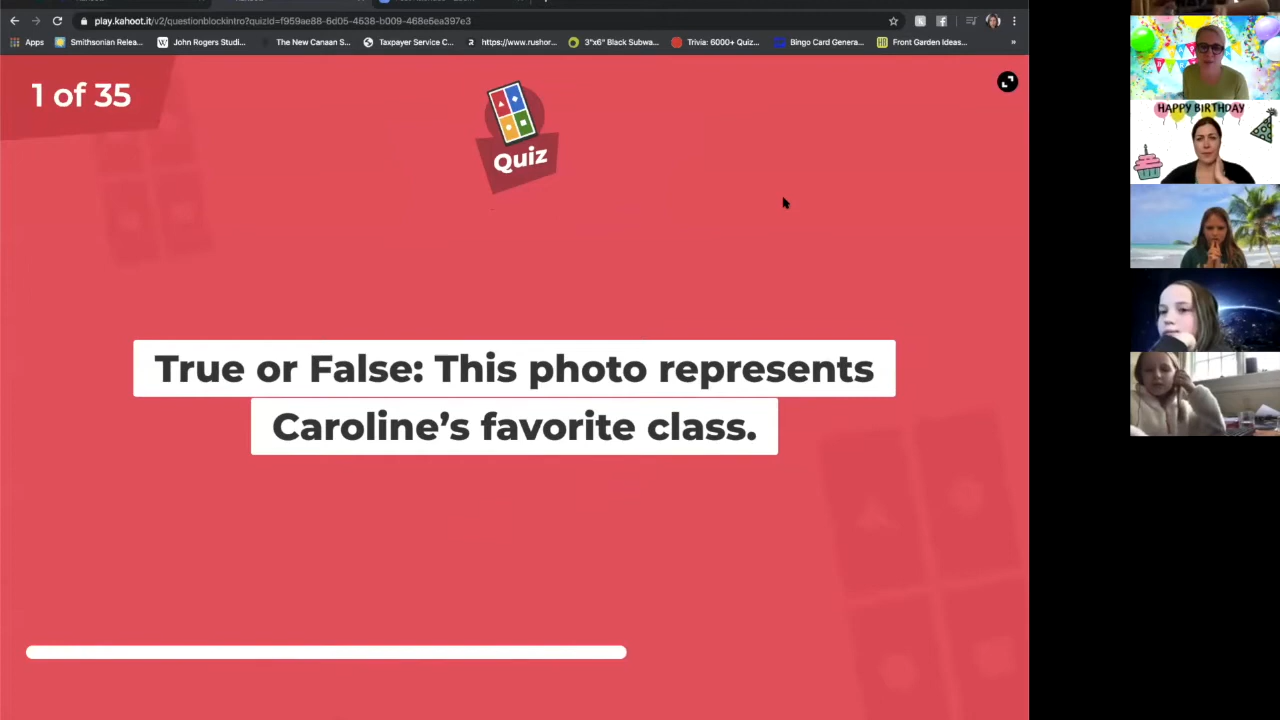 play.kahoot.it/v2/questionblockintro?quizId=f959ae88-6d05-4538-b009-468e6ea397e3
Apps Smithsonian Relea... John Rogers Studi... The New Canaan S... Taxpayer Service C... https://www.rushor... 3"x6" Black Subwa... Trivia: 6000+ Quiz... Bingo Card Genera... Front Garden Ideas... »
1 of 35
Quiz
True or False: This photo represents
Caroline’s favorite class.
HAPPY BIRTHDAY